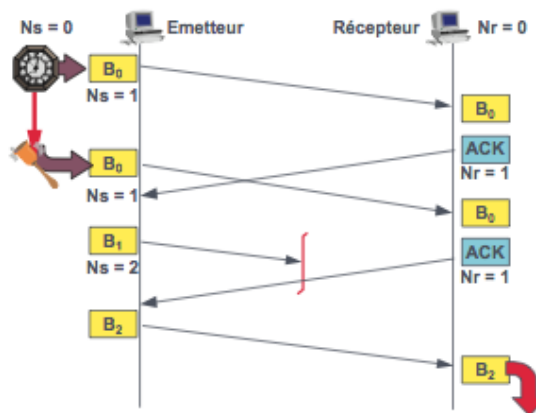 Ns = 0 Emetteur Récepteur Nr = 0
B0
Ns = 1
B0
ACK
Nr = 1
B0
Ns = 1
B0
B1
Ns = 2
ACK
Nr = 1
B2
B2